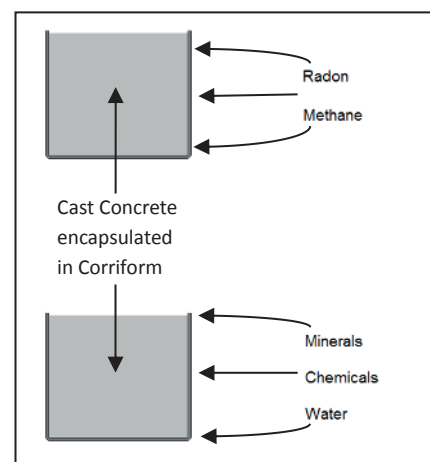 Radon
Methane
Cast Concrete
encapsulated
in Corriform
Minerals
Chemicals
Water